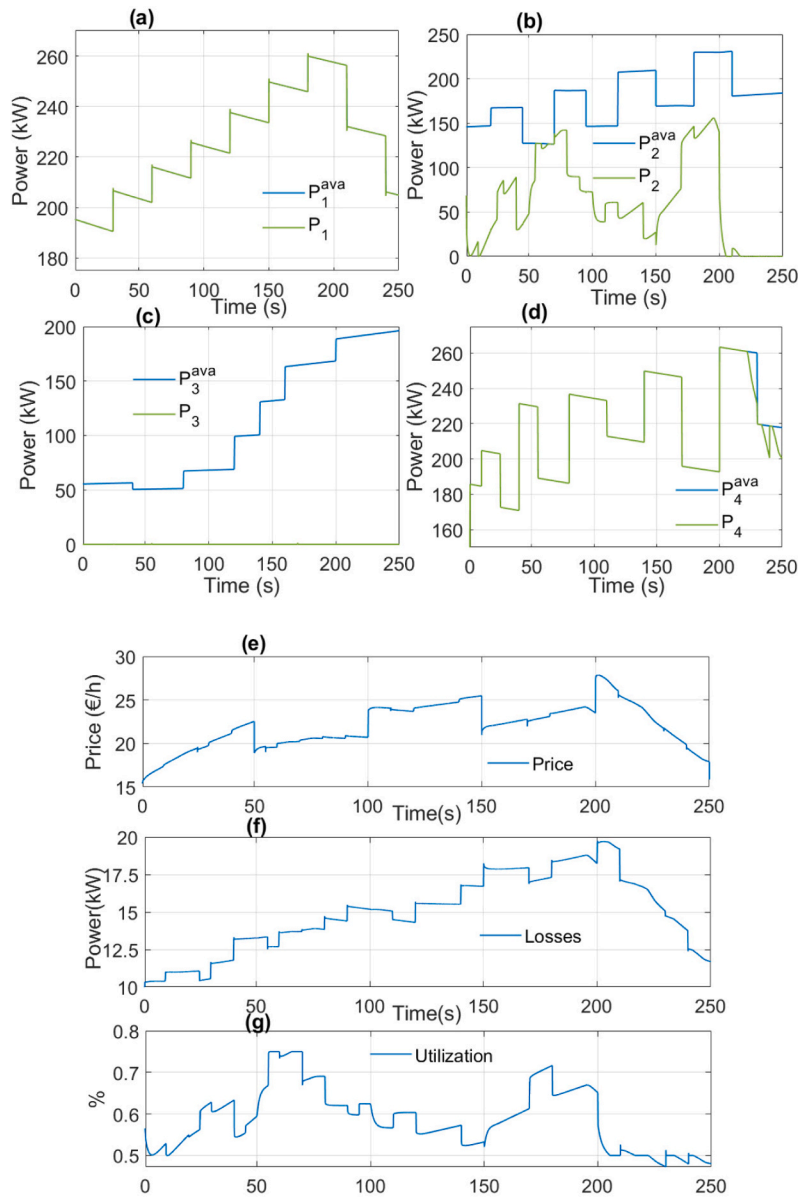 (a)
260
240
220
200
180
Power (kW)
P1ava
P1
0 50 100 150 200 250
Time (s)
(b)
250
200
150
100
50
0
Power (kW)
P2ava
P2
0 50 100 150 200 250
Time (s)
(c)
200
150
100
50
0
Power (kW)
P3ava
P3
0 50 100 150 200 250
Time (s)
(d)
260
240
220
200
180
160
Power (kW)
P4ava
P4
0 50 100 150 200 250
Time (s)
(e)
30
25
20
15
Price (€/h)
Price
0 50 100 150 200 250
Time(s)
(f)
20
17.5
15
12.5
10
Power(kW)
Losses
0 50 100 150 200 250
Time(s)
(g)
0.8
0.7
0.6
0.5
%
Utilization
0 50 100 150 200 250